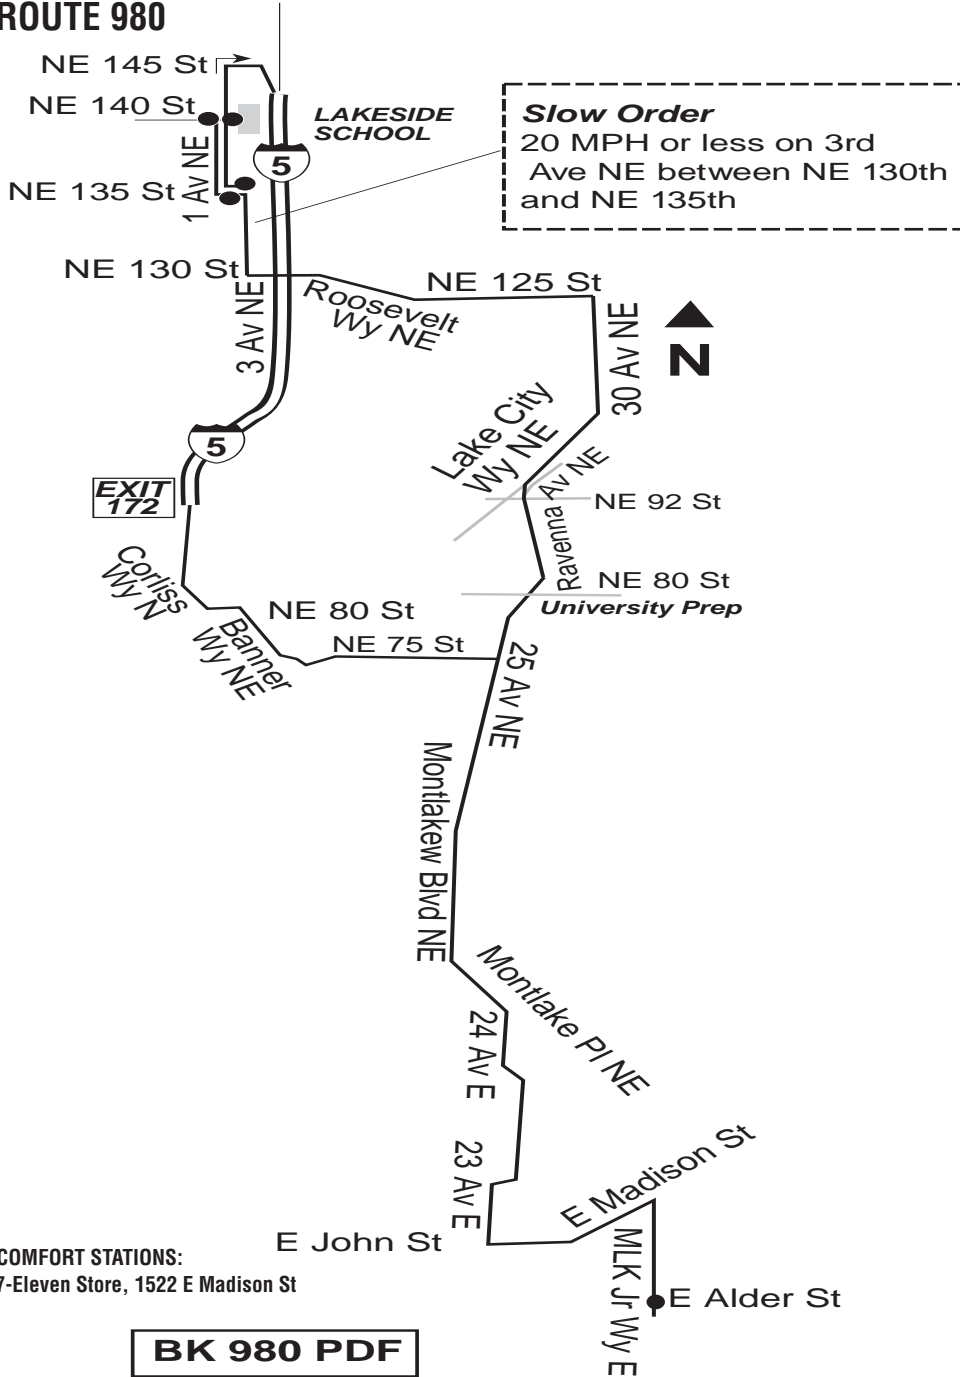 ROUTE 980
NE 145 St
NE 140 St
LAKESIDE
SCHOOL
Slow Order
20 MPH or less on 3rd
Ave NE between NE 130th
and NE 135th
5
1 Av NE
NE 135 St
NE 130 St
3 Av NE
Roosevelt
Wy NE
NE 125 St
30 Av NE
N
Lake City
Wy NE
5
EXIT
172
Ravenna Av NE
NE 92 St
NE 80 St
University Prep
Corliss
Wy N
NE 80 St
Banner
Wy NE
NE 75 St
25 Av NE
Montlakew Blvd NE
Montlake Pl NE
24 Av E
23 Av E
E Madison St
E John St
MLK Jr Wy E
E Alder St
COMFORT STATIONS:
7-Eleven Store, 1522 E Madison St
BK 980 PDF